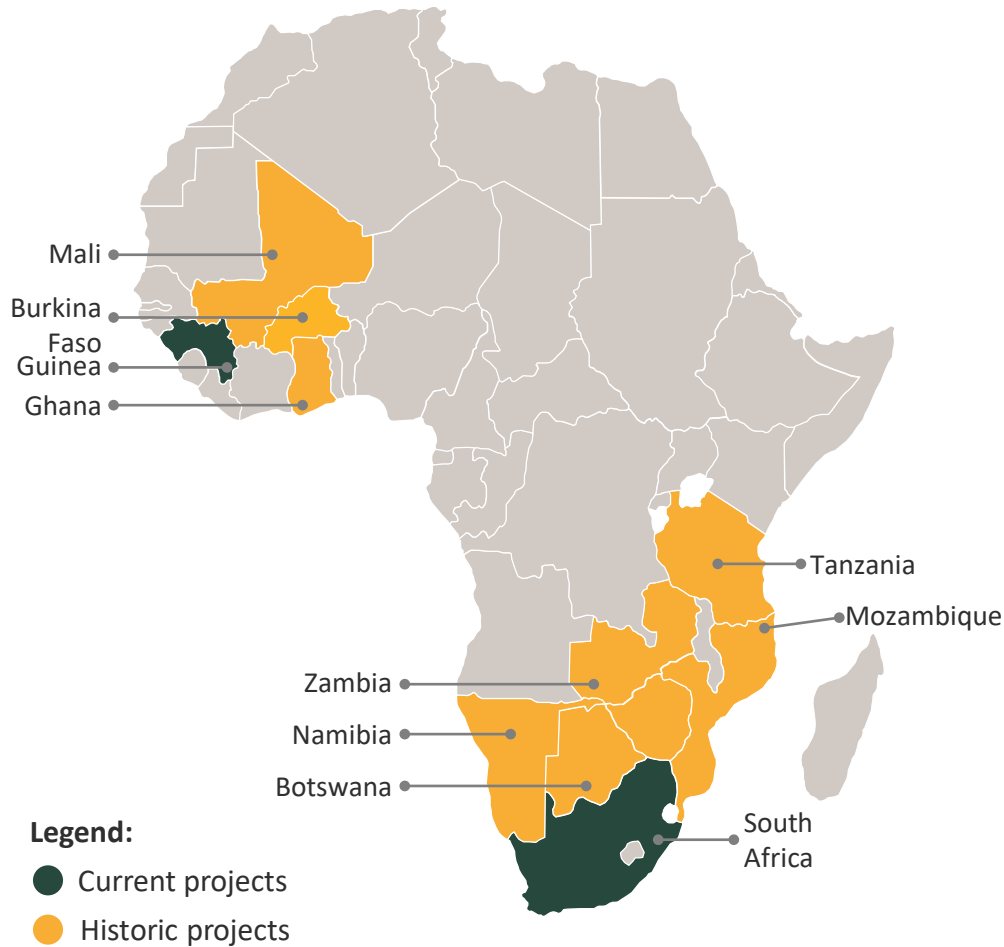 Mali
Burkina
Faso
Guinea
Ghana
Tanzania
Mozambique
Zambia
Namibia
Botswana
South
Africa
Legend:
Current projects
Historic projects